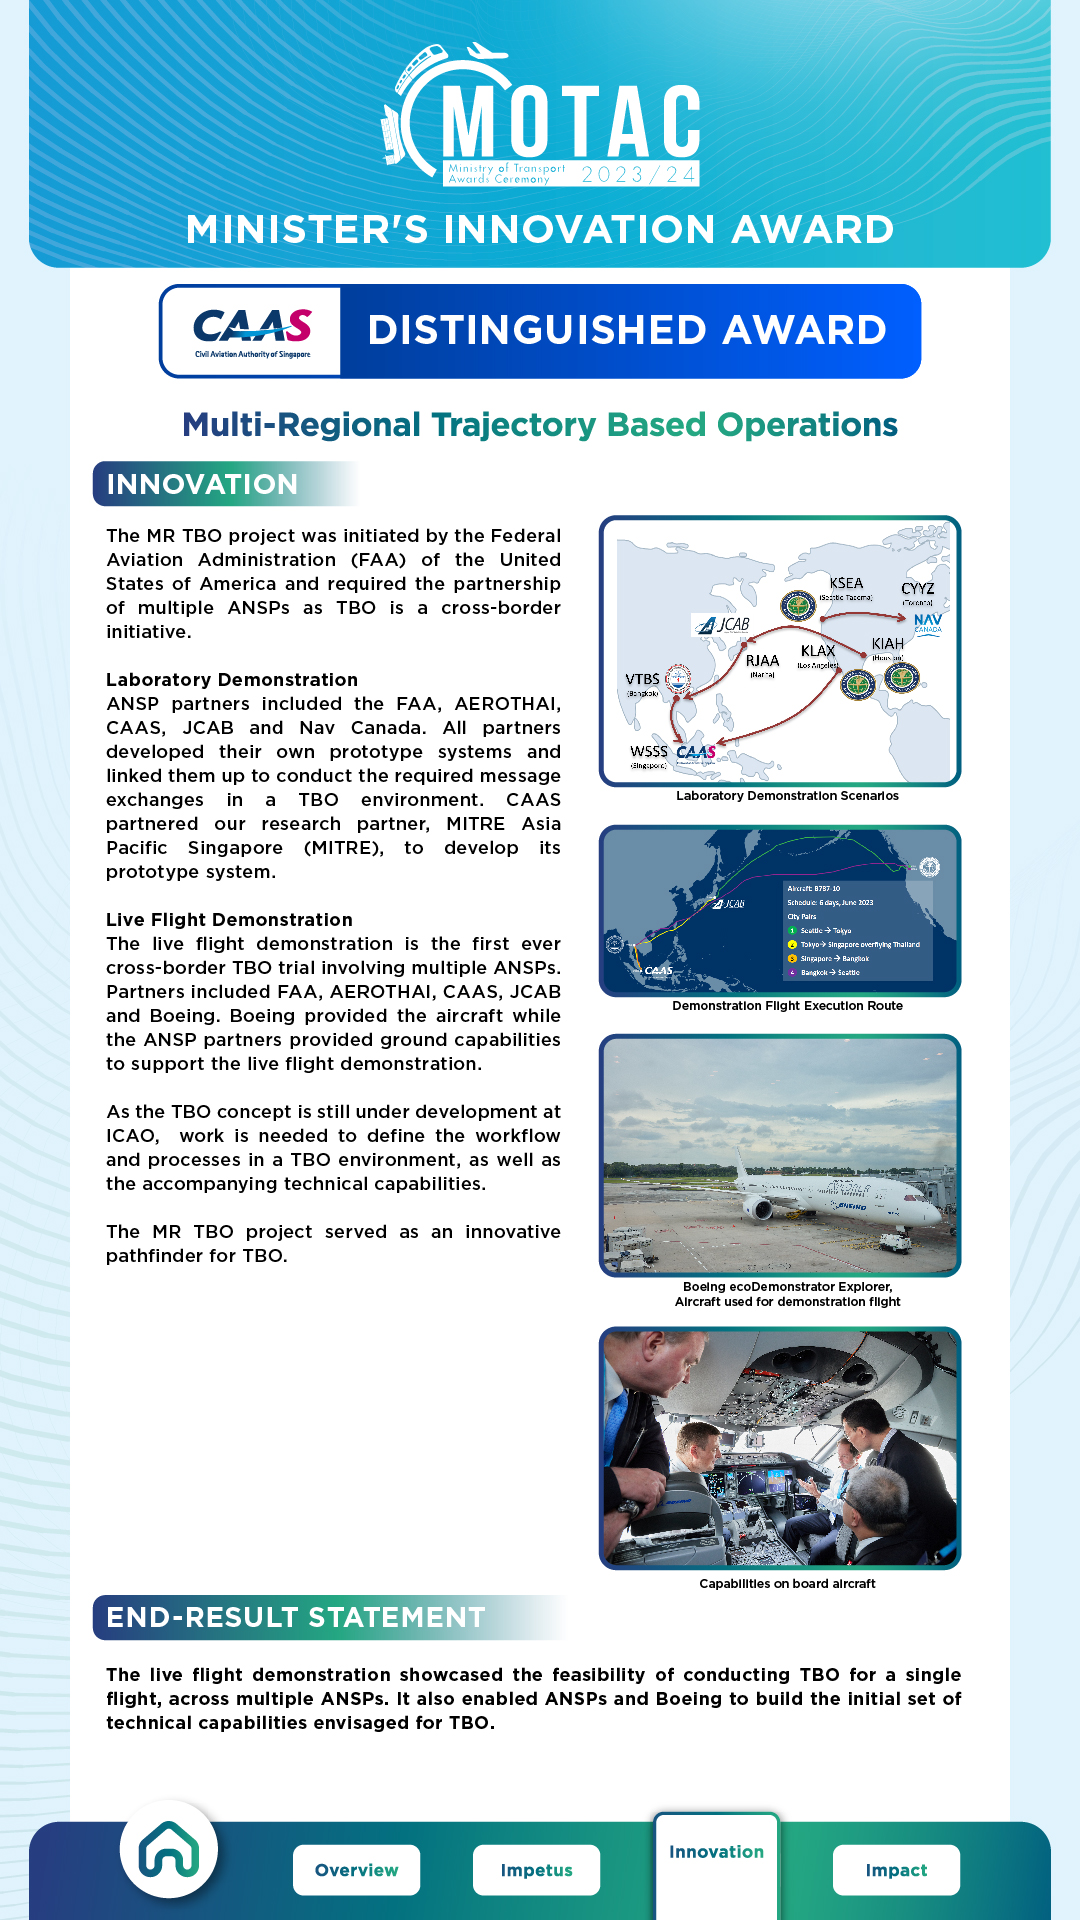 MOTAC
Ministry of Transport
Awards Ceremony
2023/24
MINISTER'S INNOVATION AWARD
CAAS
Civil Aviation Authority of Singapore
DISTINGUISHED AWARD
Multi-Regional Trajectory Based Operations
INNOVATION
The MR TBO project was initiated by the Federal
Aviation Administration (FAA) of the United
States of America and required the partnership
of multiple ANSPs as TBO is a cross-border
initiative.
Laboratory Demonstration
ANSP partners included the FAA, AEROTHAI,
CAAS, JCAB and Nav Canada. All partners
developed their own prototype systems and
linked them up to conduct the required message
exchanges in a TBO environment. CAAS
partnered our research partner, MITRE Asia
Pacific Singapore (MITRE), to develop its
prototype system.
Live Flight Demonstration
The live flight demonstration is the first ever
cross-border TBO trial involving multiple ANSPs.
Partners included FAA, AEROTHAI, CAAS, JCAB
and Boeing. Boeing provided the aircraft while
the ANSP partners provided ground capabilities
to support the live flight demonstration.
As the TBO concept is still under development at
ICAO, work is needed to define the workflow
and processes in a TBO environment, as well as
the accompanying technical capabilities.
The MR TBO project served as an innovative
pathfinder for TBO.
KSEA
(Seattle Tacoma)
CYYZ
(Toronto)
NAV
CANADA
JCAB
KIAH
(Houston)
KLAX
(Los Angeles)
RJAA
(Narita)
VTBS
(Bangkok)
WSSS
(Singapore)
CAAS
Laboratory Demonstration Scenarios
Aircraft: B787-10
Schedule: 6 days, June 2023
City Pairs
1 Seattle → Tokyo
2 Tokyo → Singapore overflying Thailand
3 Singapore → Bangkok
4 Bangkok → Seattle
JCAB
CAAS
Demonstration Flight Execution Route
BOEING
Boeing ecoDemonstrator Explorer,
Aircraft used for demonstration flight
BOEING
Capabilities on board aircraft
END-RESULT STATEMENT
The live flight demonstration showcased the feasibility of conducting TBO for a single
flight, across multiple ANSPs. It also enabled ANSPs and Boeing to build the initial set of
technical capabilities envisaged for TBO.
Overview
Impetus
Innovation
Impact